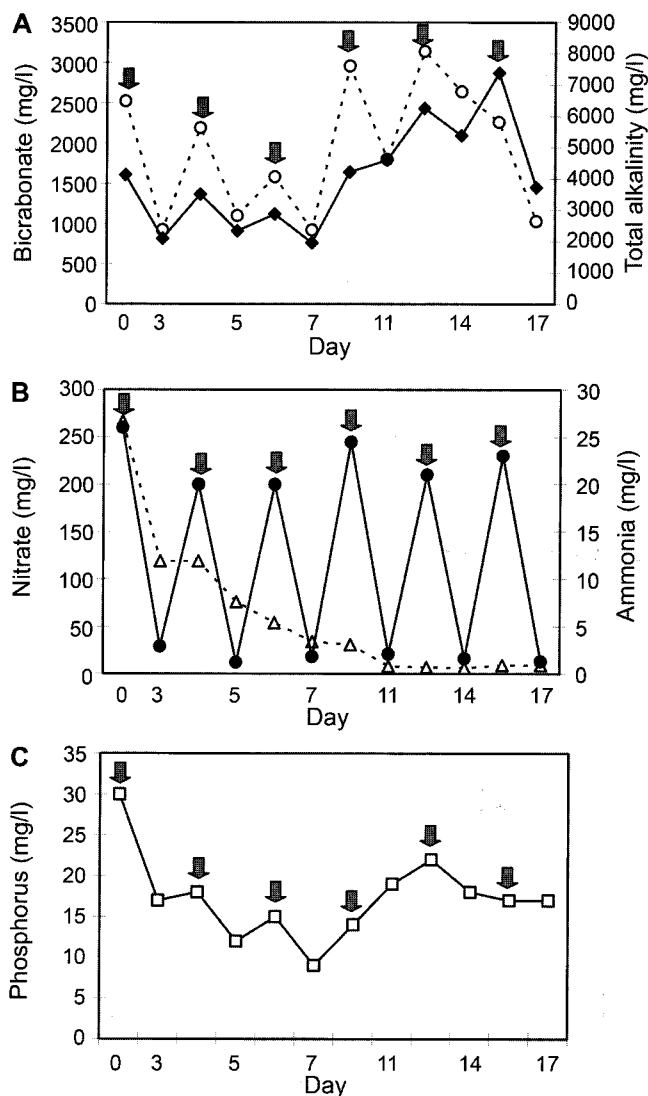 A
Bicrabonate (mg/l)
3500
3000
2500
2000
1500
1000
500
0
9000
8000
7000
6000
5000
4000
3000
2000
1000
0
Total alkalinity (mg/l)
0 3 5 7 11 14 17
Day
B
Nitrate (mg/l)
300
250
200
150
100
50
0
30
25
20
15
10
5
0
Ammonia (mg/l)
0 3 5 7 11 14 17
Day
C
Phosphorus (mg/l)
35
30
25
20
15
10
5
0
0 3 5 7 11 14 17
Day